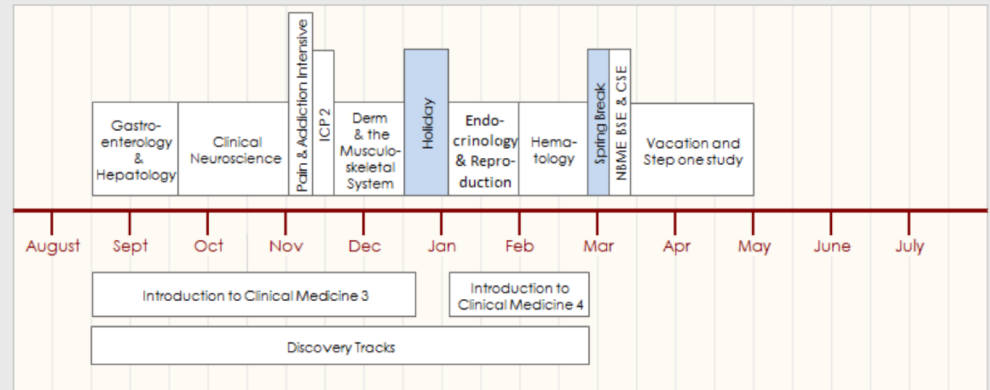 Gastro-
enterology
&
Hepatology
Clinical
Neuroscience
Pain & Addiction Intensive
ICP 2
Derm
& the
Musculo-
skeletal
System
Holiday
Endo-
crinology
& Repro-
duction
Hema-
tology
Spring Break
NBME BSE & CSE
Vacation and
Step one study
August Sept Oct Nov Dec Jan Feb Mar Apr May June July
Introduction to Clinical Medicine 3
Introduction to
Clinical Medicine 4
Discovery Tracks